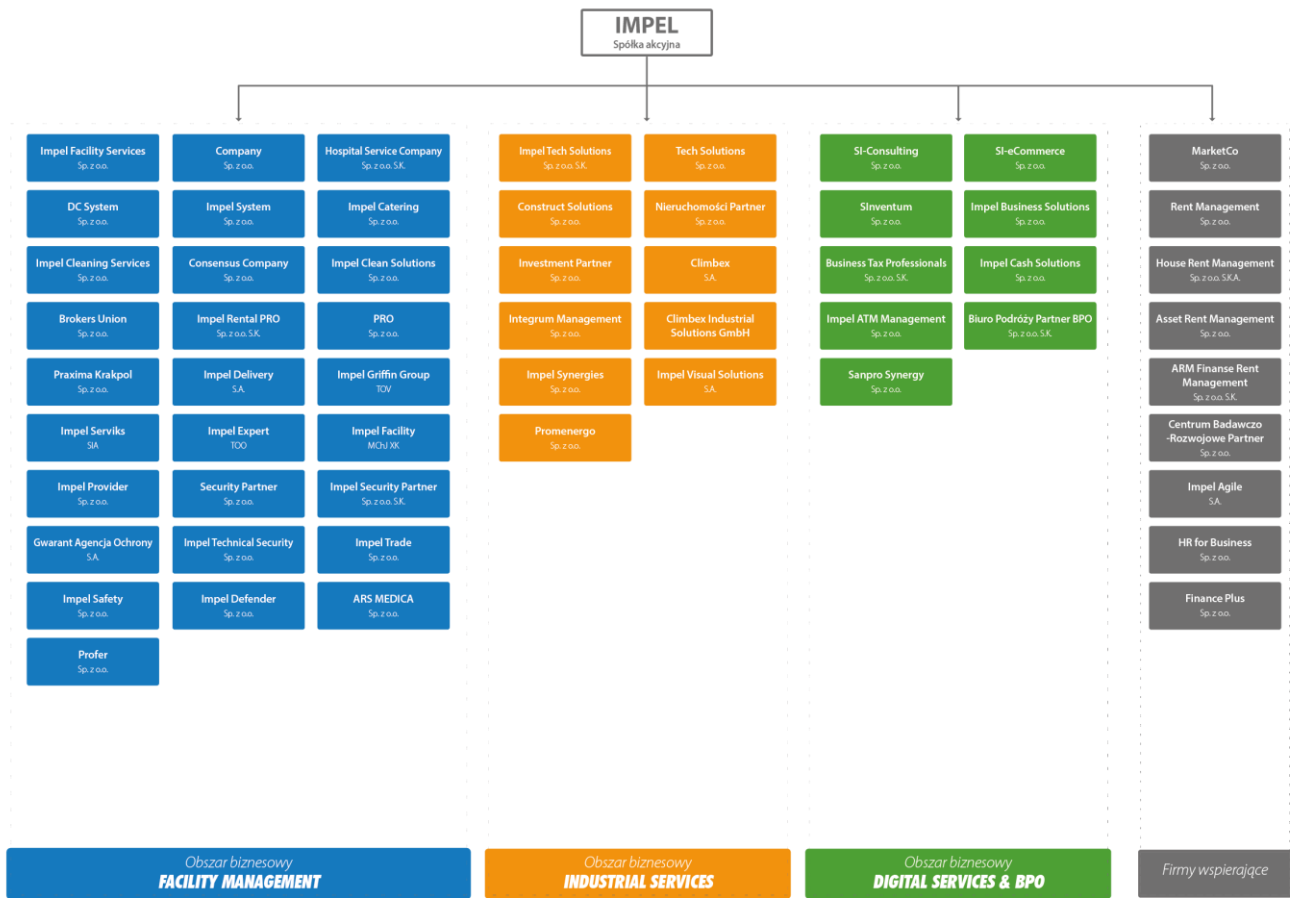 IMPEL
Spółka akcyjna
Impel Facility Services
Sp. z o.o.
Company
Sp. z o.o.
Hospital Service Company
Sp. z o.o. S.K.
DC System
Sp. z o.o.
Impel System
Sp. z o.o.
Impel Catering
Sp. z o.o.
Impel Cleaning Services
Sp. z o.o.
Consensus Company
Sp. z o.o.
Impel Clean Solutions
Sp. z o.o.
Brokers Union
Sp. z o.o.
Impel Rental PRO
Sp. z o.o. S.K.
PRO
Sp. z o.o.
Praxima Krakpol
Sp. z o.o.
Impel Delivery
S.A.
Impel Griffin Group
TOV
Impel Serviks
SIA
Impel Expert
TOO
Impel Facility
MChJ XK
Impel Provider
Sp. z o.o.
Security Partner
Sp. z o.o.
Impel Security Partner
Sp. z o.o. S.K.
Gwarant Agencja Ochrony
S.A.
Impel Technical Security
Sp. z o.o.
Impel Trade
Sp. z o.o.
Impel Safety
Sp. z o.o.
Impel Defender
Sp. z o.o.
ARS MEDICA
Sp. z o.o.
Profer
Sp. z o.o.
Obszar biznesowy
FACILITY MANAGEMENT
Impel Tech Solutions
Sp. z o.o. S.K.
Tech Solutions
Sp. z o.o.
Construct Solutions
Sp. z o.o.
Nieruchomości Partner
Sp. z o.o.
Investment Partner
Sp. z o.o.
Climbex
S.A.
Integrum Management
Sp. z o.o.
Climbex Industrial
Solutions GmbH
Impel Synergies
Sp. z o.o.
Impel Visual Solutions
S.A.
Promenergo
Sp. z o.o.
Obszar biznesowy
INDUSTRIAL SERVICES
SI-Consulting
Sp. z o.o.
SI-eCommerce
Sp. z o.o.
SInventum
Sp. z o.o.
Impel Business Solutions
Sp. z o.o.
Business Tax Professionals
Sp. z o.o. S.K.
Impel Cash Solutions
Sp. z o.o.
Impel ATM Management
Sp. z o.o.
Biuro Podróży Partner BPO
Sp. z o.o. S.K.
Sanpro Synergy
Sp. z o.o.
Obszar biznesowy
DIGITAL SERVICES & BPO
MarketCo
Sp. z o.o.
Rent Management
Sp. z o.o.
House Rent Management
Sp. z o.o. S.K.A.
Asset Rent Management
Sp. z o.o.
ARM Finanse Rent
Management
Sp. z o.o. S.K.
Centrum Badawczo
-Rozwojowe Partner
Sp. z o.o.
Impel Agile
S.A.
HR for Business
Sp. z o.o.
Finance Plus
Sp. z o.o.
Firmy wspierające